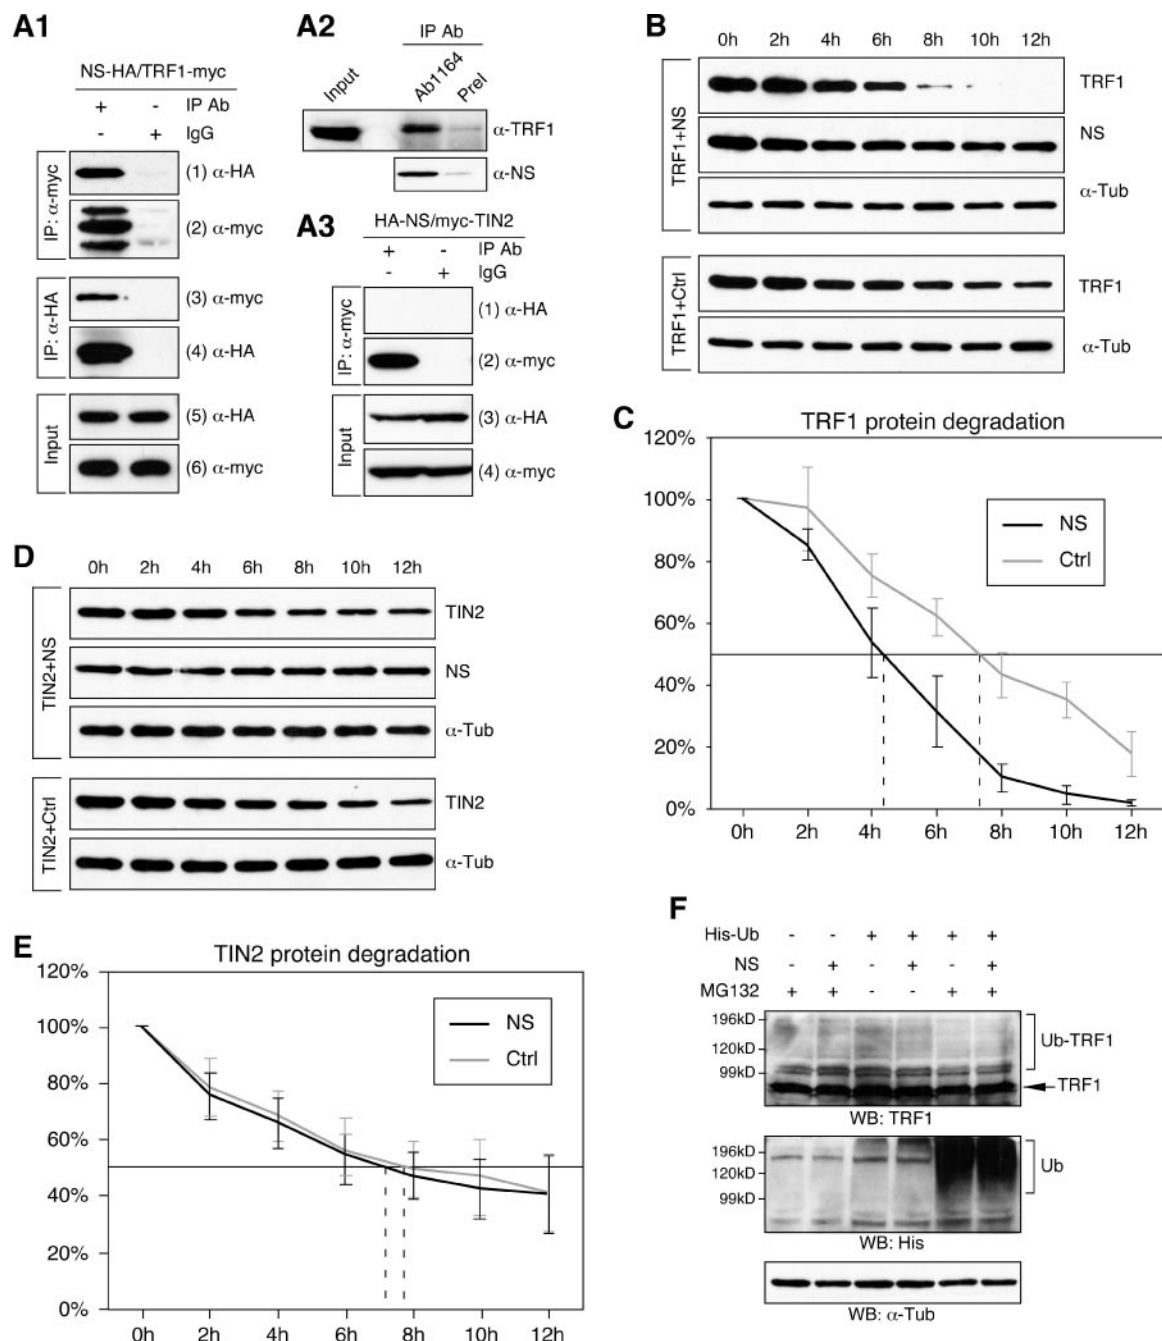 A1
NS-HA/TRF1-myc
+ - IP Ab
- + IgG
IP: α-myc
(1) α-HA
(2) α-myc
IP: α-HA
(3) α-myc
(4) α-HA
Input
(5) α-HA
(6) α-myc
A2
IP Ab
Input Ab1164 PreI
α-TRF1
α-NS
A3
HA-NS/myc-TIN2
+ - IP Ab
- + IgG
IP: α-myc
(1) α-HA
(2) α-myc
Input
(3) α-HA
(4) α-myc
B
0h 2h 4h 6h 8h 10h 12h
TRF1+NS
TRF1
NS
α-Tub
TRF1+Ctrl
TRF1
α-Tub
C
TRF1 protein degradation
120%
100%
80%
60%
40%
20%
0%
NS
Ctrl
0h 2h 4h 6h 8h 10h 12h
D
0h 2h 4h 6h 8h 10h 12h
TIN2+NS
TIN2
NS
α-Tub
TIN2+Ctrl
TIN2
α-Tub
E
TIN2 protein degradation
120%
100%
80%
60%
40%
20%
0%
NS
Ctrl
0h 2h 4h 6h 8h 10h 12h
F
His-Ub - - + + + +
NS - + - + - +
MG132 + + - - + +
196kD
120kD
99kD
Ub-TRF1
TRF1
WB: TRF1
196kD
120kD
99kD
Ub
WB: His
WB: α-Tub